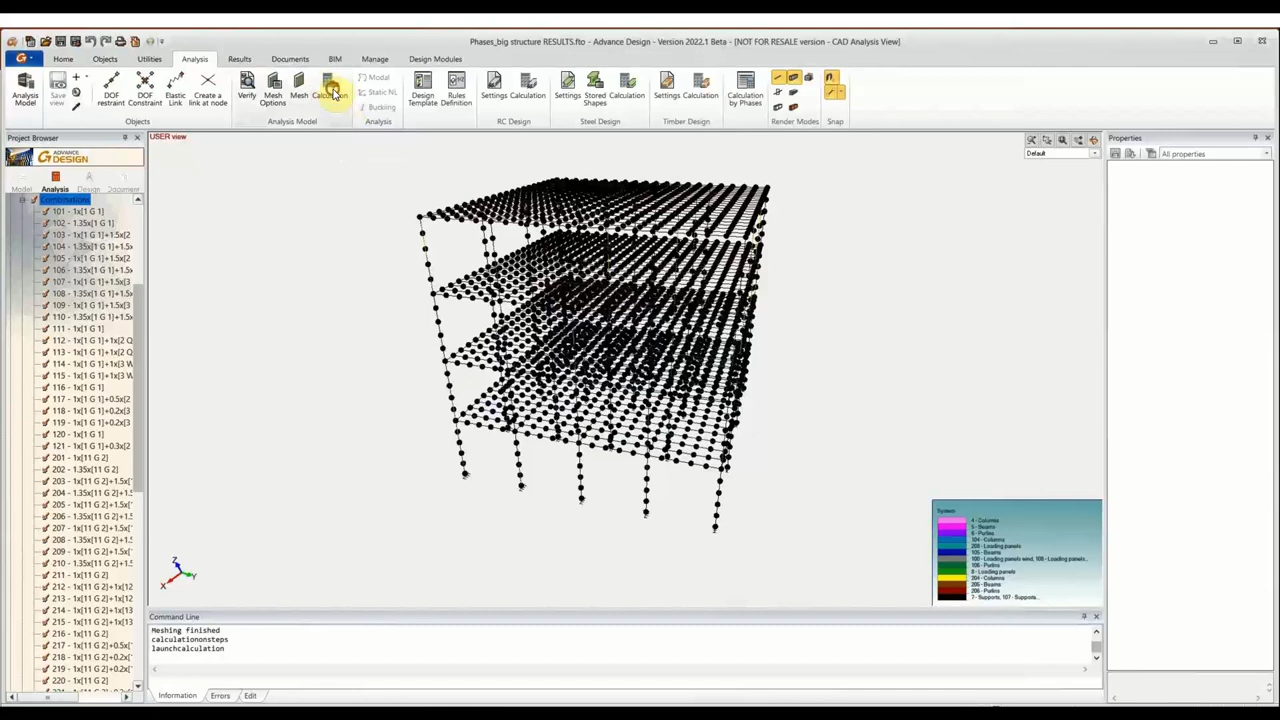 Phases_big structure RESULTS.fto - Advance Design - Version 2022.1 Beta - [NOT FOR RESALE version - CAD Analysis View]
Home Objects Utilities Analysis Results Documents BIM Manage Design Modules
Analysis Model
Save view
DOF restraint
DOF Constraint
Elastic Link
Create a link at node
Objects
Verify
Mesh Options
Mesh
Analysis Model
Modal
Static NL
Buckling
Analysis
Design Template
Rules Definition
Settings Calculation
RC Design
Settings
Stored Shapes
Calculation
Steel Design
Settings Calculation
Timber Design
Calculation by Phases
Render Modes
Snap
Project Browser
ADVANCE DESIGN
Model Analysis Design Document
Combinations
101 - 1x[1 G 1]
102 - 1.35x[1 G 1]
103 - 1x[1 G 1]+1.5x[2
104 - 1.35x[1 G 1]+1.5x
105 - 1x[1 G 1]+1.5x[2
106 - 1.35x[1 G 1]+1.5x
107 - 1x[1 G 1]+1.5x[3
108 - 1.35x[1 G 1]+1.5x
109 - 1x[1 G 1]+1.5x[3
110 - 1.35x[1 G 1]+1.5x
111 - 1x[1 G 1]
112 - 1x[1 G 1]+1x[2 Q
113 - 1x[1 G 1]+1x[2 Q
114 - 1x[1 G 1]+1x[3 W
115 - 1x[1 G 1]+1x[3 W
116 - 1x[1 G 1]
117 - 1x[1 G 1]+0.5x[2
118 - 1x[1 G 1]+0.2x[3
119 - 1x[1 G 1]+0.2x[3
120 - 1x[1 G 1]
121 - 1x[1 G 1]+0.3x[2
201 - 1x[11 G 2]
202 - 1.35x[11 G 2]
203 - 1x[11 G 2]+1.5x[
204 - 1.35x[11 G 2]+1.5
205 - 1x[11 G 2]+1.5x[
206 - 1.35x[11 G 2]+1.5
207 - 1x[11 G 2]+1.5x[
208 - 1.35x[11 G 2]+1.5
209 - 1x[11 G 2]+1.5x[
210 - 1.35x[11 G 2]+1.5
211 - 1x[11 G 2]
212 - 1x[11 G 2]+1x[12
213 - 1x[11 G 2]+1x[12
214 - 1x[11 G 2]+1x[13
215 - 1x[11 G 2]+1x[13
216 - 1x[11 G 2]
217 - 1x[11 G 2]+0.5x[
218 - 1x[11 G 2]+0.2x[
219 - 1x[11 G 2]+0.2x[
220 - 1x[11 G 2]
USER view
Default
Z
X
Y
System
4 - Columns
5 - Beams
6 - Purlins
104 - Columns
208 - Loading panels
105 - Beams
100 - Loading panels wind, 108 - Loading panels...
106 - Purlins
8 - Loading panels
204 - Columns
205 - Beams
206 - Purlins
7 - Supports, 107 - Supports...
Command Line
Meshing finished
calculationonsteps
launchcalculation
Information Errors Edit
Properties
All properties